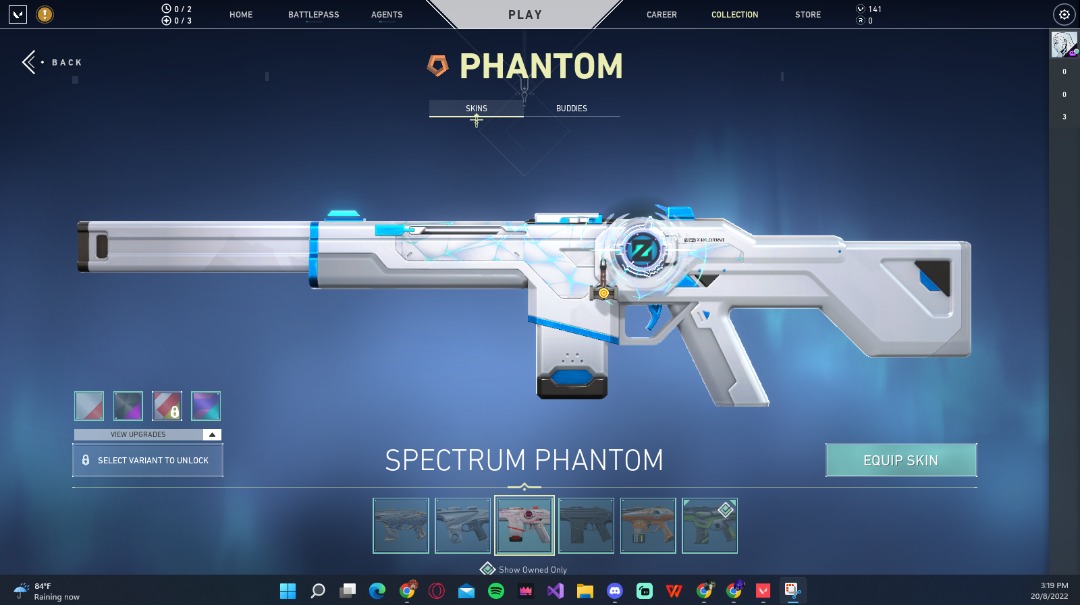 0 / 2
0 / 3
HOME
BATTLEPASS
AGENTS
PLAY
CAREER
COLLECTION
STORE
141
0
BACK
PHANTOM
SKINS
BUDDIES
0
0
3
VIEW UPGRADES
SELECT VARIANT TO UNLOCK
SPECTRUM PHANTOM
EQUIP SKIN
Show Owned Only
84°F
Raining now
3:19 PM
20/8/2022